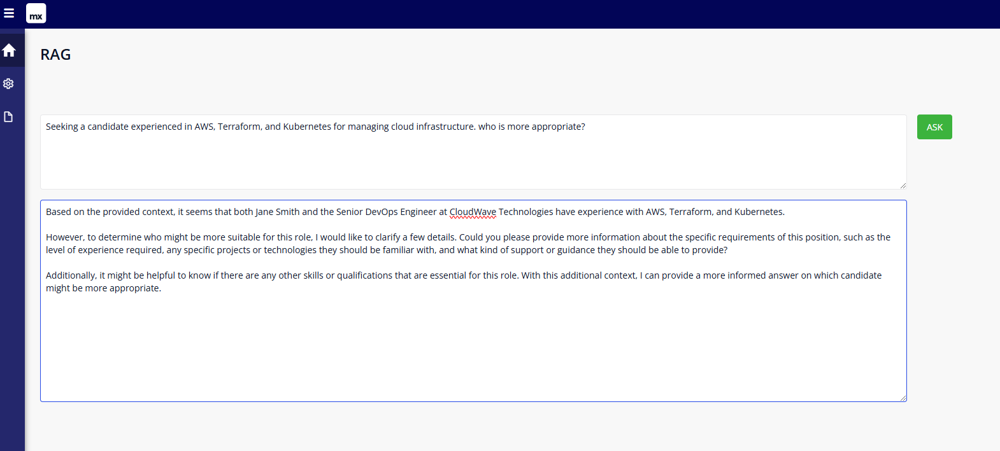 mx
RAG
Seeking a candidate experienced in AWS, Terraform, and Kubernetes for managing cloud infrastructure. who is more appropriate?
ASK
Based on the provided context, it seems that both Jane Smith and the Senior DevOps Engineer at CloudWave Technologies have experience with AWS, Terraform, and Kubernetes.
However, to determine who might be more suitable for this role, I would like to clarify a few details. Could you please provide more information about the specific requirements of this position, such as the
level of experience required, any specific projects or technologies they should be familiar with, and what kind of support or guidance they should be able to provide?
Additionally, it might be helpful to know if there are any other skills or qualifications that are essential for this role. With this additional context, I can provide a more informed answer on which candidate
might be more appropriate.